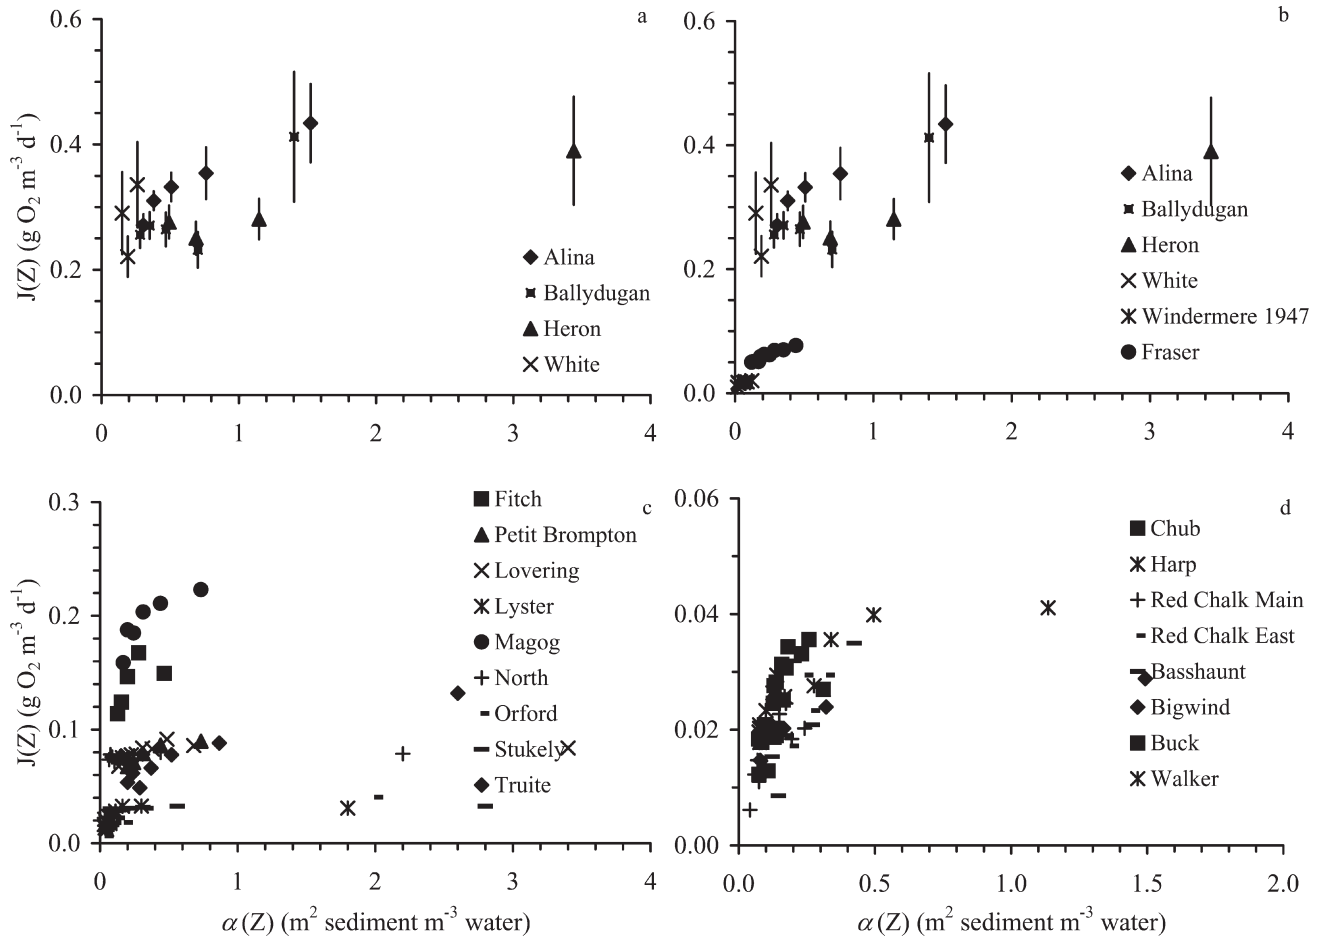 a
0.6
0.4
0.2
0.0
J(Z) (g O₂ m⁻³ d⁻¹)
Alina
Ballydugan
Heron
White
0 1 2 3 4
b
0.6
0.4
0.2
0.0
Alina
Ballydugan
Heron
White
Windermere 1947
Fraser
0 1 2 3 4
c
0.3
0.2
0.1
0.0
J(Z) (g O₂ m⁻³ d⁻¹)
Fitch
Petit Brompton
Lovering
Lyster
Magog
North
Orford
Stukely
Truite
0 1 2 3 4
α (Z) (m² sediment m⁻³ water)
d
0.06
0.04
0.02
0.00
Chub
Harp
Red Chalk Main
Red Chalk East
Basshaunt
Bigwind
Buck
Walker
0.0 0.5 1.0 1.5 2.0
α (Z) (m² sediment m⁻³ water)